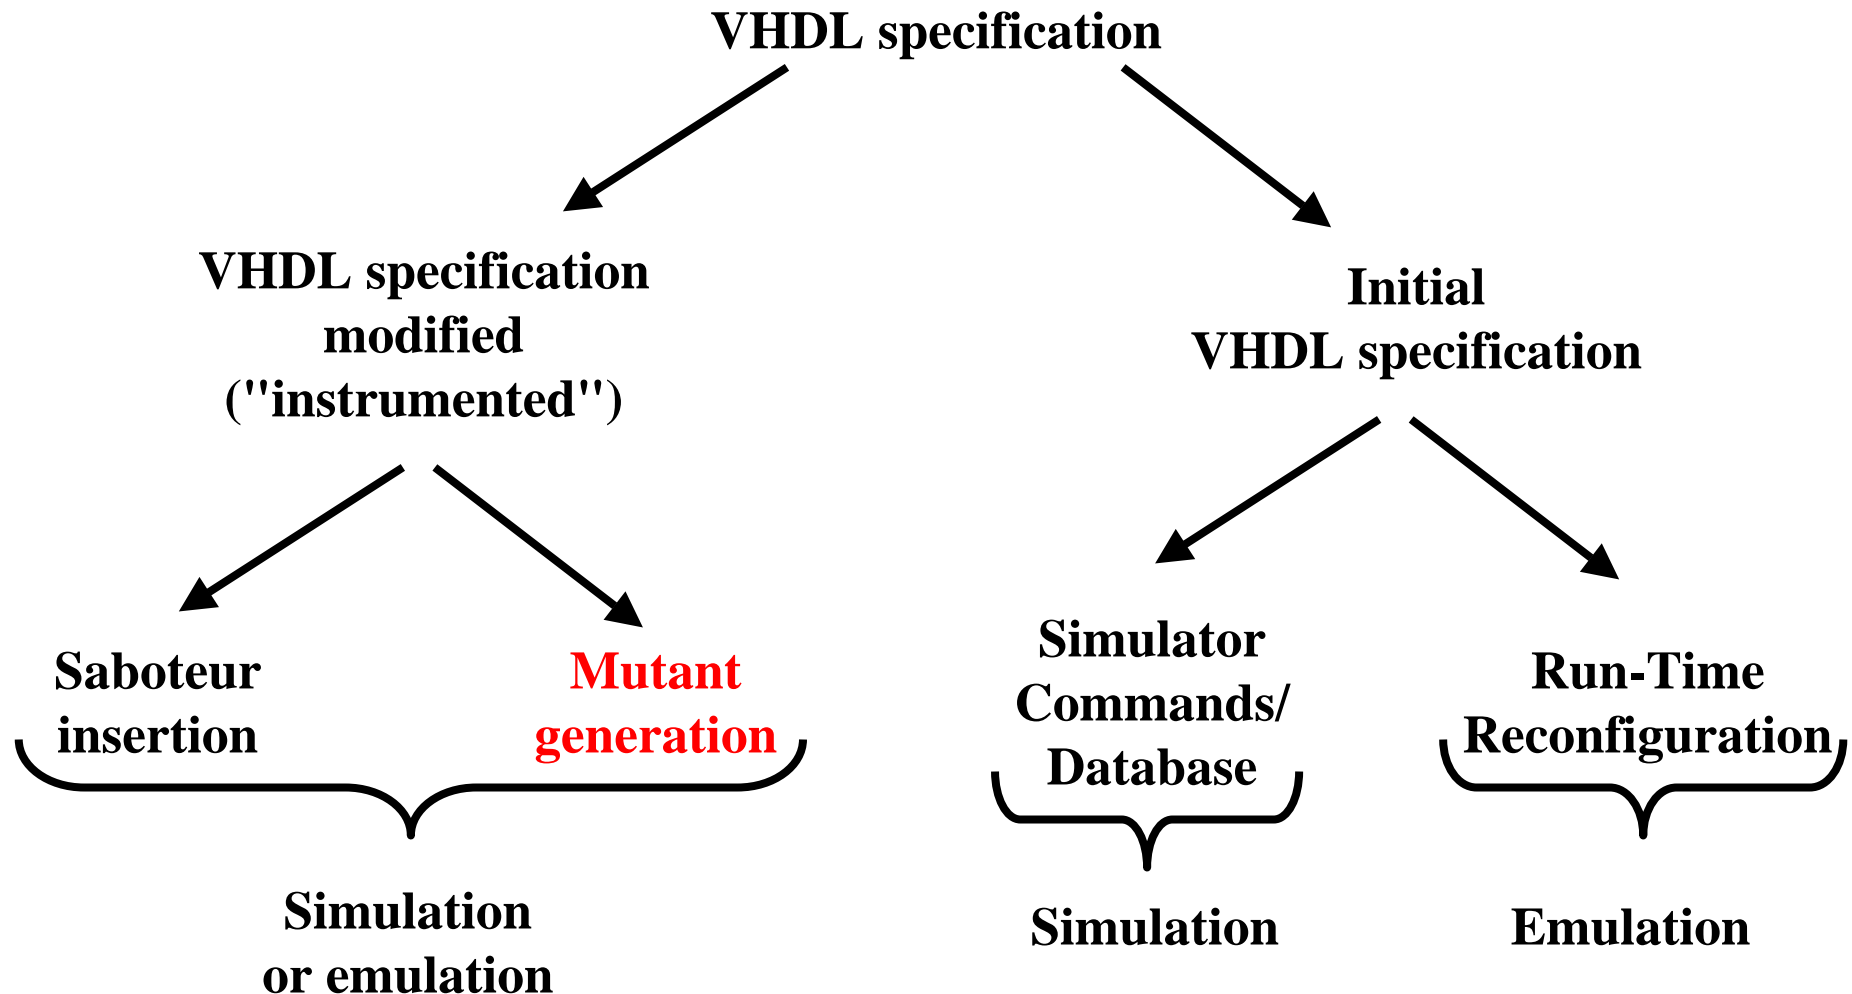 VHDL specification
VHDL specification
modified
("instrumented")
Initial
VHDL specification
Saboteur
insertion
Mutant
generation
Simulator
Commands/
Database
Run-Time
Reconfiguration
Simulation
or emulation
Simulation
Emulation